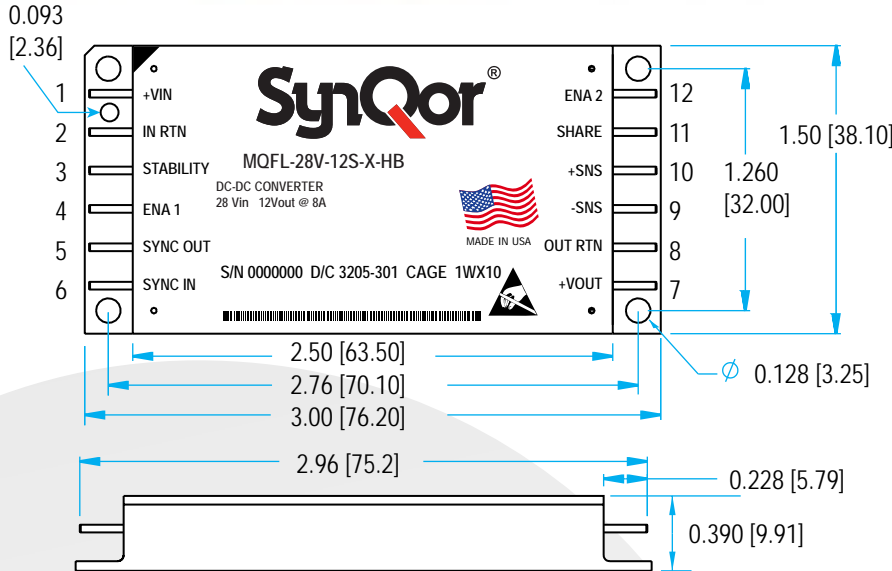 0.093
[2.36]
SynQor®
1
+VIN
ENA 2
12
2
IN RTN
SHARE
11
1.50 [38.10]
3
STABILITY
MQFL-28V-12S-X-HB
+SNS
10
1.260
[32.00]
DC-DC CONVERTER
28 Vin 12Vout @ 8A
4
ENA 1
-SNS
9
MADE IN USA
5
SYNC OUT
OUT RTN
8
6
SYNC IN
S/N 0000000 D/C 3205-301 CAGE 1WX10
+VOUT
7
2.50 [63.50]
2.76 [70.10]
3.00 [76.20]
∅ 0.128 [3.25]
2.96 [75.2]
0.228 [5.79]
0.390 [9.91]